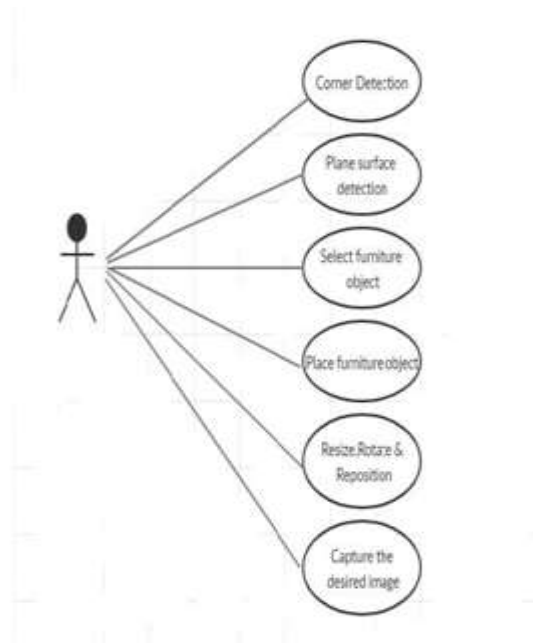 Corner Detection
Plane surface
detection
Select furniture
object
Place furniture object
Resize.Rotate &
Reposition
Capture the
desired image